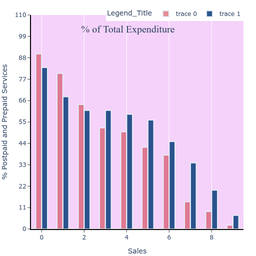 Legend_Title
trace 0
trace 1
% of Total Expenditure
% Postpaid and Prepaid Services
110
99
88
77
66
55
44
33
22
11
0
0
2
4
6
8
Sales